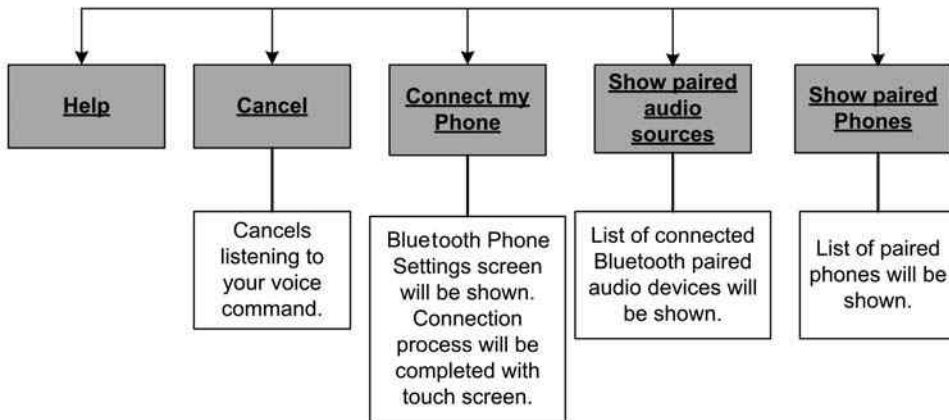 Help
Cancel
Connect my
Phone
Show paired
audio
sources
Show paired
Phones
Cancels
listening to
your voice
command.
Bluetooth Phone
Settings screen
will be shown.
Connection
process will be
completed with
touch screen.
List of connected
Bluetooth paired
audio devices will
be shown.
List of paired
phones will be
shown.